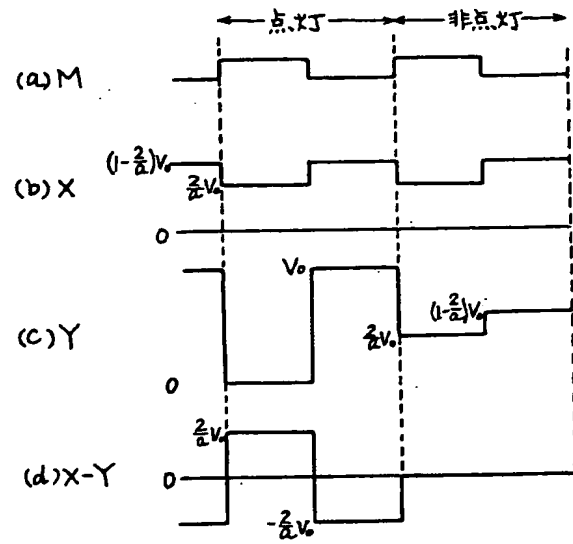 点灯 非点灯
(a) M
(1-2/a)V₀
(b) X 2/a V₀
0
V₀
(c) Y 2/a V₀ (1-2/a)V₀
0
2/a V₀
(d) X-Y 0
-2/a V₀